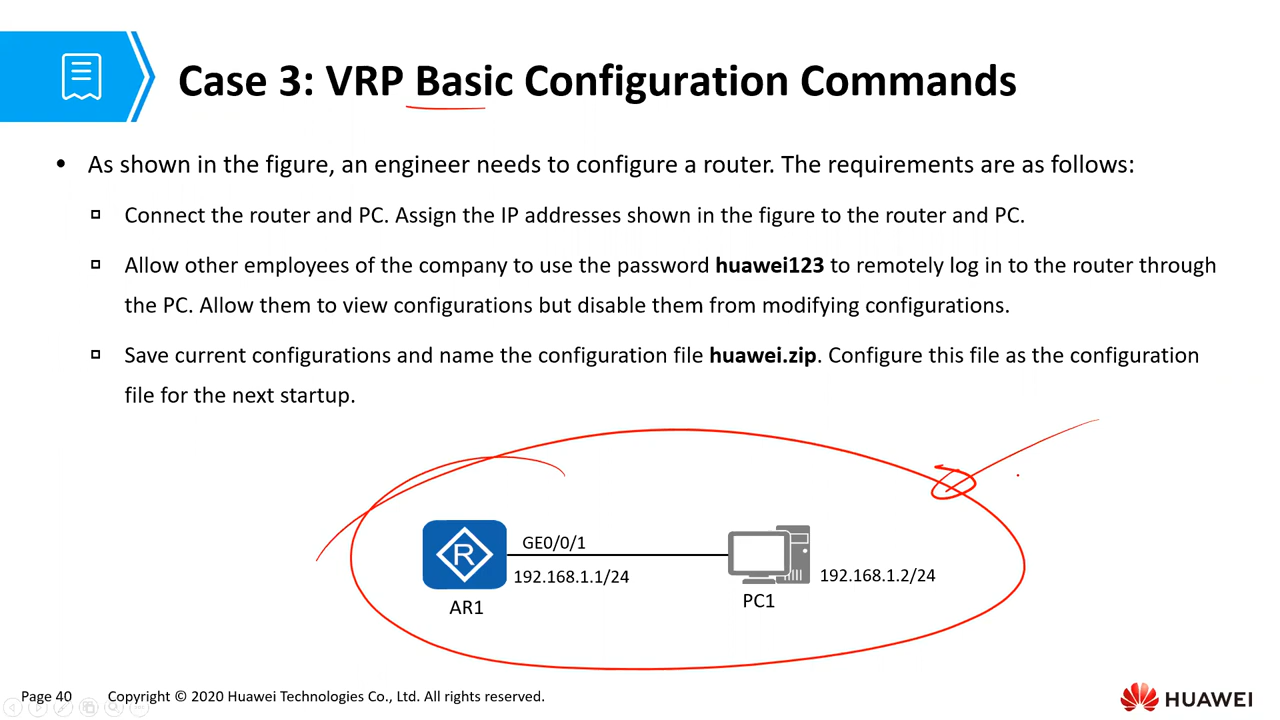 Case 3: VRP Basic Configuration Commands
• As shown in the figure, an engineer needs to configure a router. The requirements are as follows:
Connect the router and PC. Assign the IP addresses shown in the figure to the router and PC.
Allow other employees of the company to use the password huawei123 to remotely log in to the router through
the PC. Allow them to view configurations but disable them from modifying configurations.
Save current configurations and name the configuration file huawei.zip. Configure this file as the configuration
file for the next startup.
R
GE0/0/1
192.168.1.1/24
192.168.1.2/24
AR1
PC1
Page 40
Copyright © 2020 Huawei Technologies Co., Ltd. All rights reserved.
HUAWEI